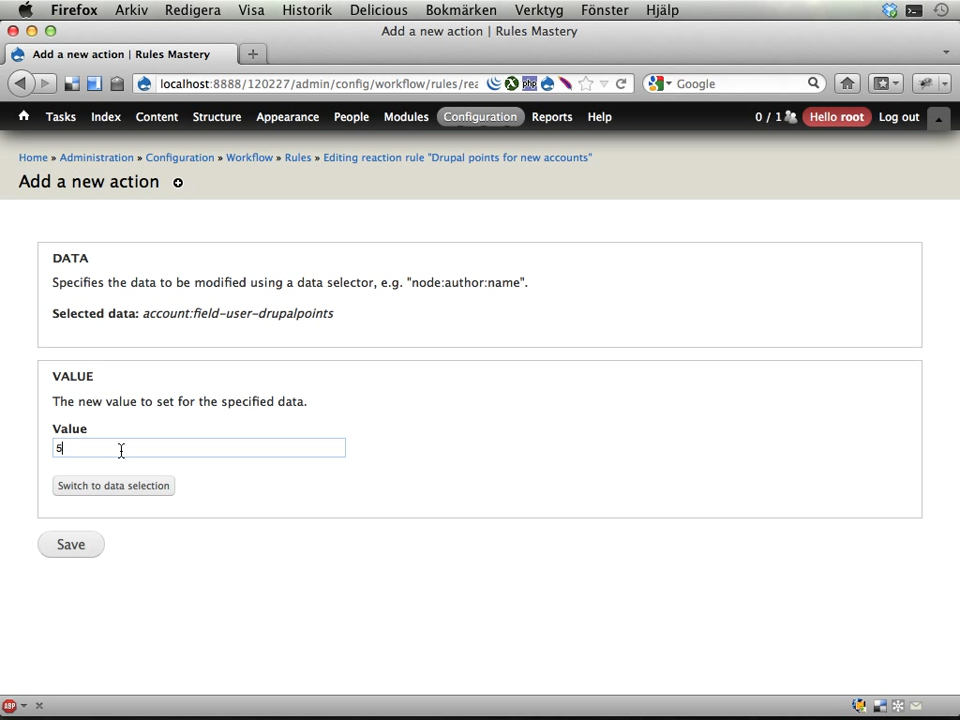 Firefox Arkiv Redigera Visa Historik Delicious Bokmärken Verktyg Fönster Hjälp
Add a new action | Rules Mastery
Add a new action | Rules Mastery
localhost:8888/120227/admin/config/workflow/rules/rea php Google
Tasks Index Content Structure Appearance People Modules Configuration Reports Help 0 / 1 Hello root Log out
Home » Administration » Configuration » Workflow » Rules » Editing reaction rule "Drupal points for new accounts"
Add a new action
DATA
Specifies the data to be modified using a data selector, e.g. "node:author:name".
Selected data: account:field-user-drupalpoints
VALUE
The new value to set for the specified data.
Value
5
Switch to data selection
Save
ABP